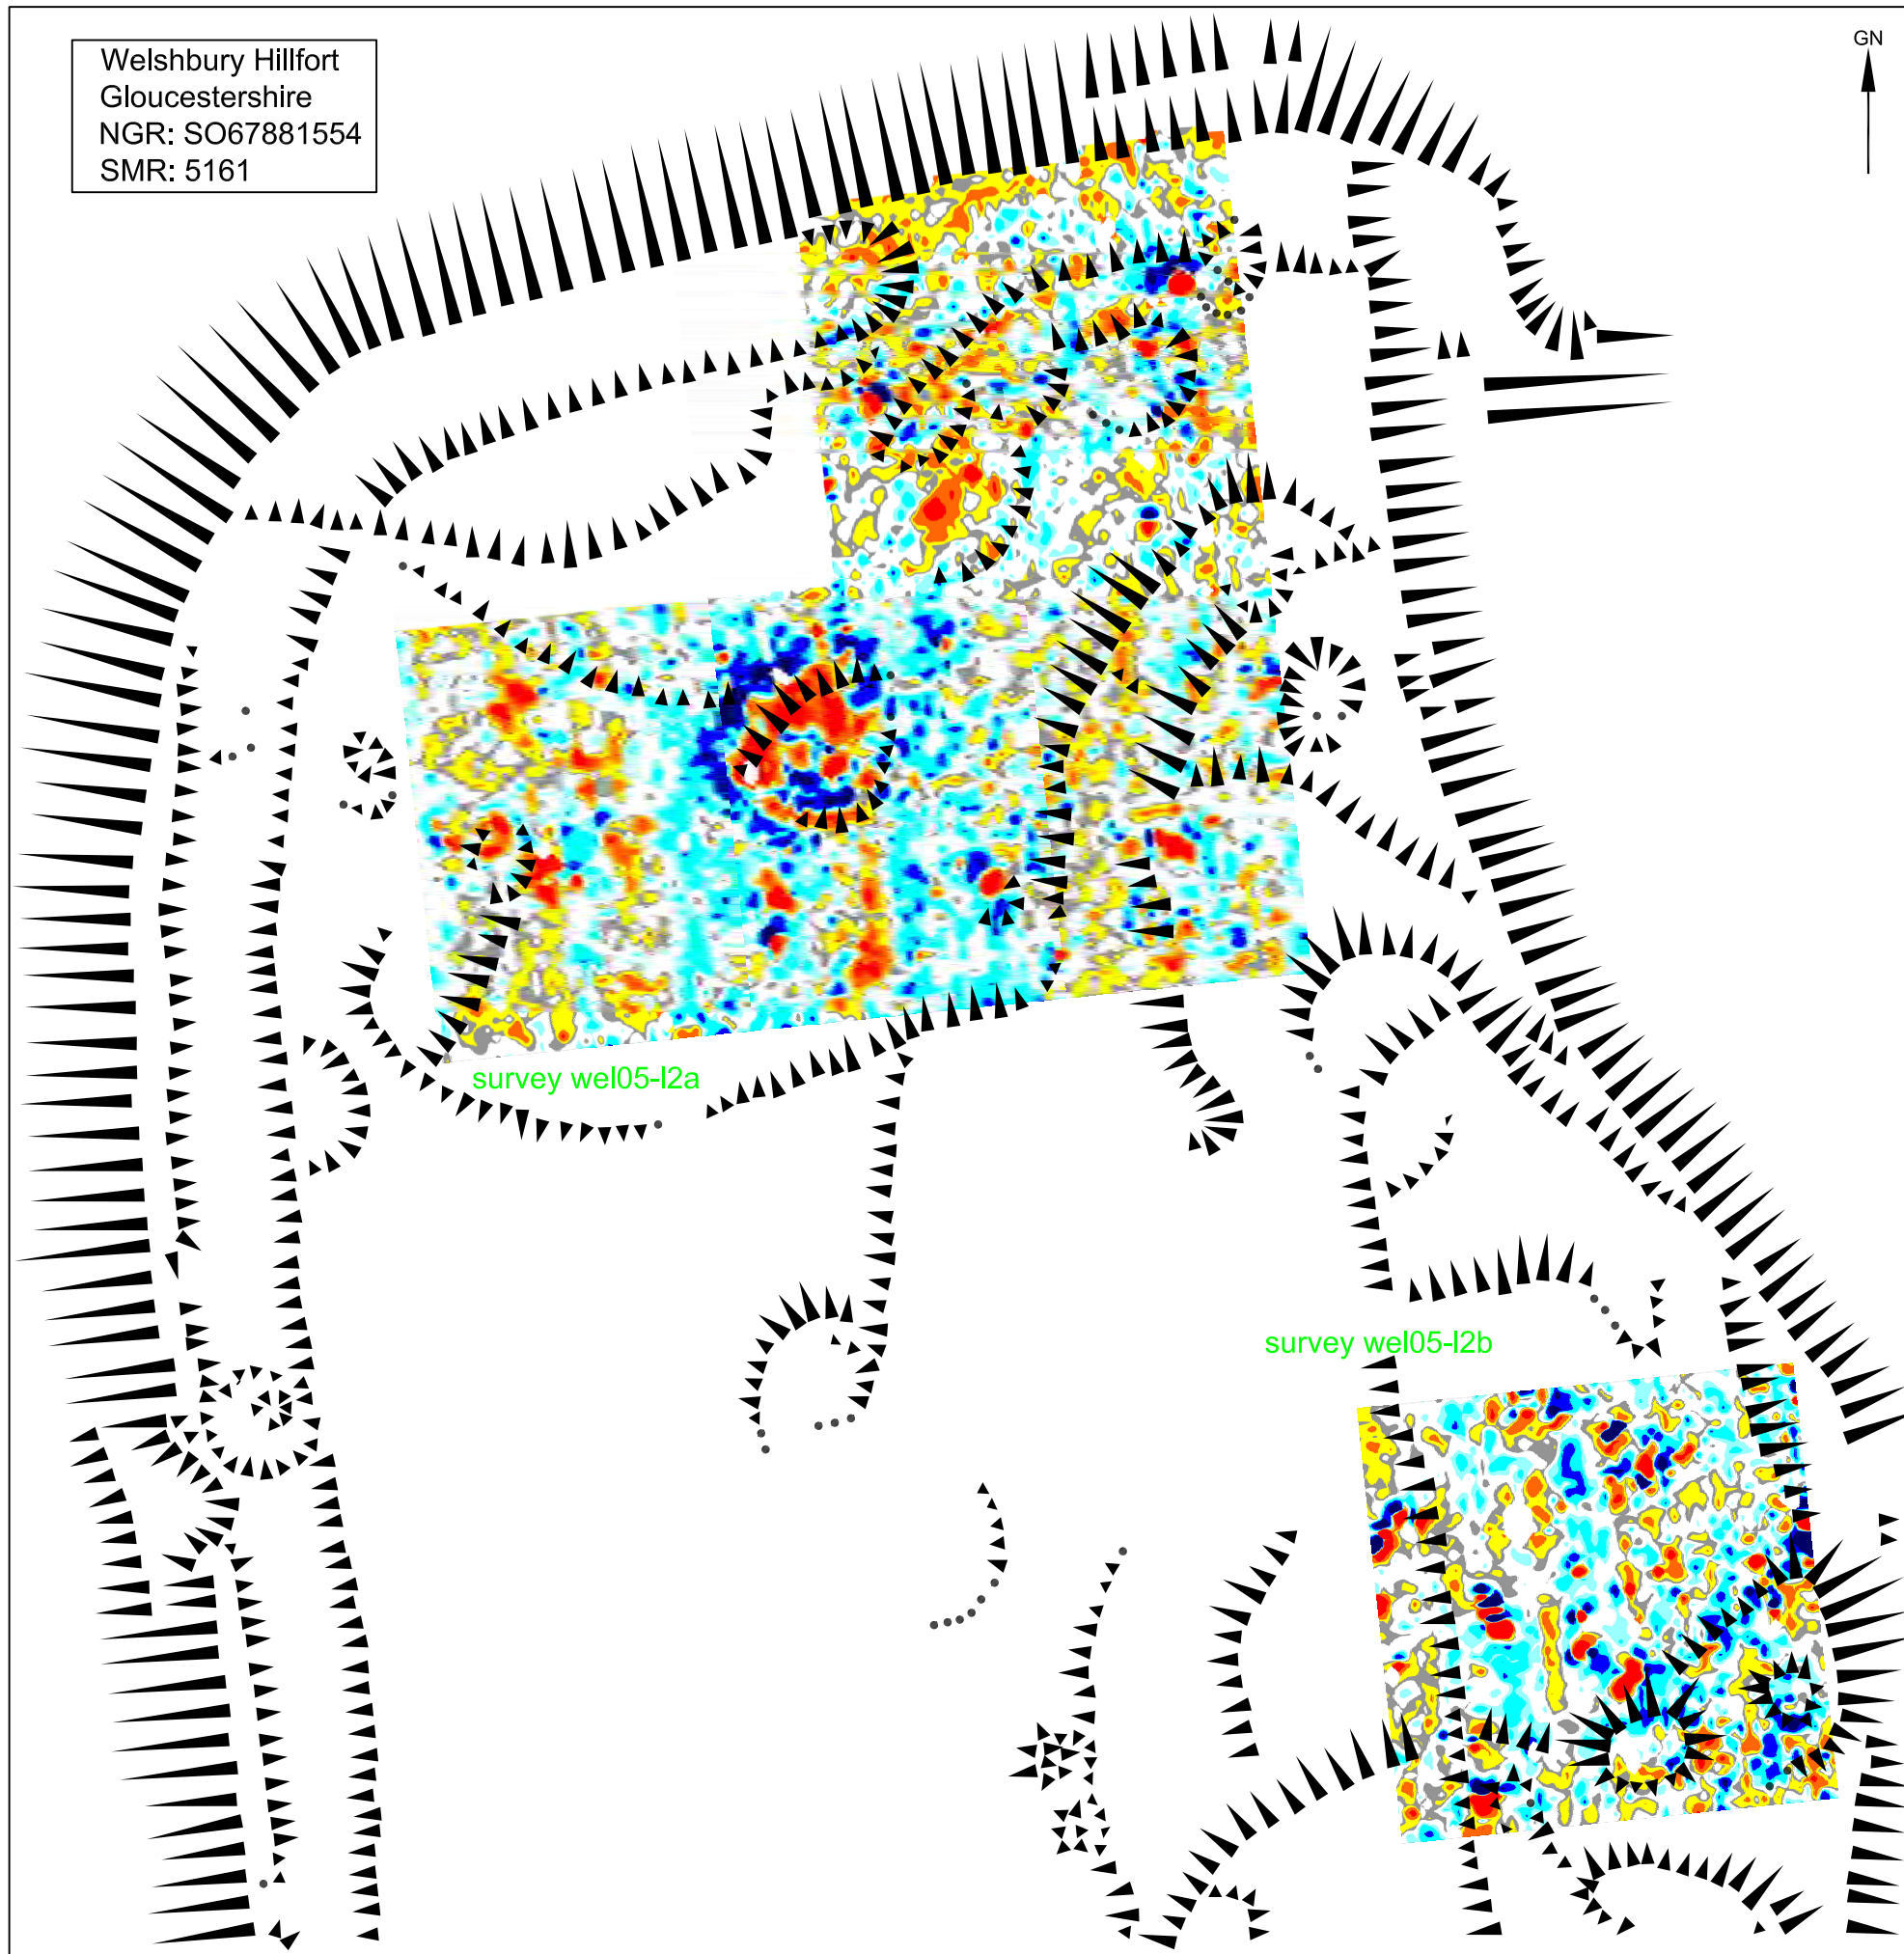 Welshbury Hillfort
Gloucestershire
NGR: SO67881554
SMR: 5161
GN
survey wel05-l2a
survey wel05-l2b